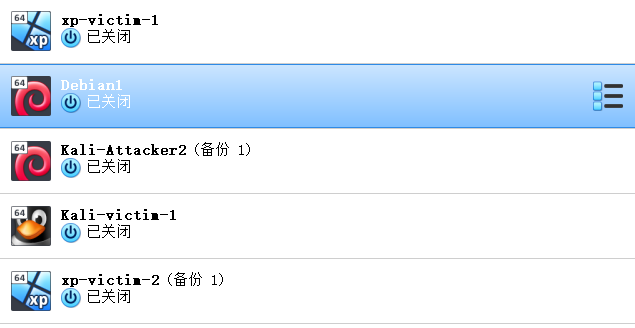 64
xp
xp-victim-1
已关闭
64
Debian1
已关闭
64
Kali-Attacker2（备份 1）
已关闭
64
Kali-victim-1
已关闭
64
xp
xp-victim-2（备份 1）
已关闭